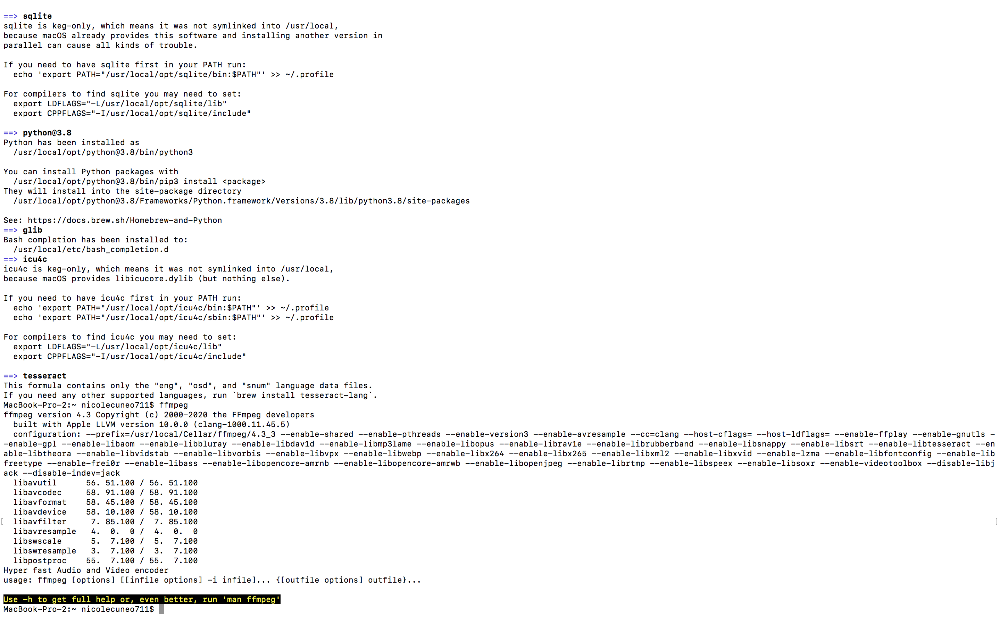 ==> sqlite
sqlite is keg-only, which means it was not symlinked into /usr/local,
because macOS already provides this software and installing another version in
parallel can cause all kinds of trouble.

If you need to have sqlite first in your PATH run:
  echo 'export PATH="/usr/local/opt/sqlite/bin:$PATH"' >> ~/.profile

For compilers to find sqlite you may need to set:
  export LDFLAGS="-L/usr/local/opt/sqlite/lib"
  export CPPFLAGS="-I/usr/local/opt/sqlite/include"

==> python@3.8
Python has been installed as
  /usr/local/opt/python@3.8/bin/python3

You can install Python packages with
  /usr/local/opt/python@3.8/bin/pip3 install <package>
They will install into the site-package directory
  /usr/local/opt/python@3.8/Frameworks/Python.framework/Versions/3.8/lib/python3.8/site-packages

See: https://docs.brew.sh/Homebrew-and-Python
==> glib
Bash completion has been installed to:
  /usr/local/etc/bash_completion.d
==> icu4c
icu4c is keg-only, which means it was not symlinked into /usr/local,
because macOS provides libicucore.dylib (but nothing else).

If you need to have icu4c first in your PATH run:
  echo 'export PATH="/usr/local/opt/icu4c/bin:$PATH"' >> ~/.profile
  echo 'export PATH="/usr/local/opt/icu4c/sbin:$PATH"' >> ~/.profile

For compilers to find icu4c you may need to set:
  export LDFLAGS="-L/usr/local/opt/icu4c/lib"
  export CPPFLAGS="-I/usr/local/opt/icu4c/include"

==> tesseract
This formula contains only the "eng", "osd", and "snum" language data files.
If you need any other supported languages, run `brew install tesseract-lang`.
MacBook-Pro-2:~ nicolecuneo711$ ffmpeg
ffmpeg version 4.3 Copyright (c) 2000-2020 the FFmpeg developers
  built with Apple LLVM version 10.0.0 (clang-1000.11.45.5)
  configuration: --prefix=/usr/local/Cellar/ffmpeg/4.3_3 --enable-shared --enable-pthreads --enable-version3 --enable-avresample --cc=clang --host-cflags= --host-ldflags= --enable-ffplay --enable-gnutls -
-enable-gpl --enable-libaom --enable-libbluray --enable-libdav1d --enable-libmp3lame --enable-libopus --enable-librav1e --enable-librubberband --enable-libsnappy --enable-libsrt --enable-libtesseract --en
able-libtheora --enable-libvidstab --enable-libvorbis --enable-libvpx --enable-libwebp --enable-libx264 --enable-libx265 --enable-libxml2 --enable-libxvid --enable-lzma --enable-libfontconfig --enable-lib
freetype --enable-frei0r --enable-libass --enable-libopencore-amrnb --enable-libopencore-amrwb --enable-libopenjpeg --enable-librtmp --enable-libspeex --enable-libsoxr --enable-videotoolbox --disable-libj
ack --disable-indev=jack
  libavutil      56. 51.100 / 56. 51.100
  libavcodec     58. 91.100 / 58. 91.100
  libavformat    58. 45.100 / 58. 45.100
  libavdevice    58. 10.100 / 58. 10.100
[ libavfilter     7. 85.100 /  7. 85.100 ]
  libavresample   4.  0.  0 /  4.  0.  0
  libswscale      5.  7.100 /  5.  7.100
  libswresample   3.  7.100 /  3.  7.100
  libpostproc    55.  7.100 / 55.  7.100
Hyper fast Audio and Video encoder
usage: ffmpeg [options] [[infile options] -i infile]... {[outfile options] outfile}...

Use -h to get full help or, even better, run 'man ffmpeg'
MacBook-Pro-2:~ nicolecuneo711$